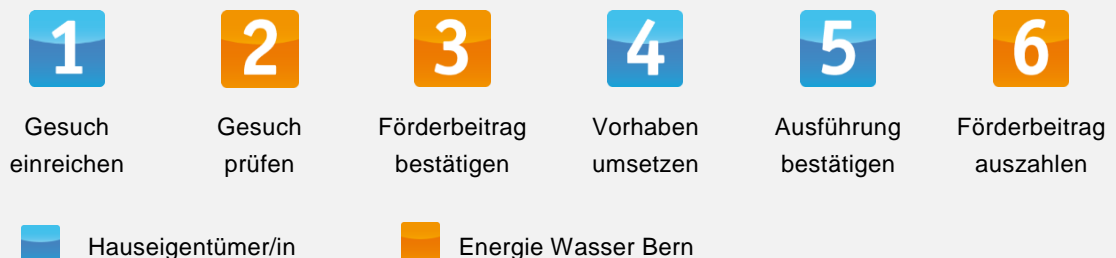 1 2 3 4 5 6
Gesuch Gesuch Förderbeitrag Vorhaben Ausführung Förderbeitrag
einreichen prüfen bestätigen umsetzen bestätigen auszahlen
Hauseigentümer/in Energie Wasser Bern